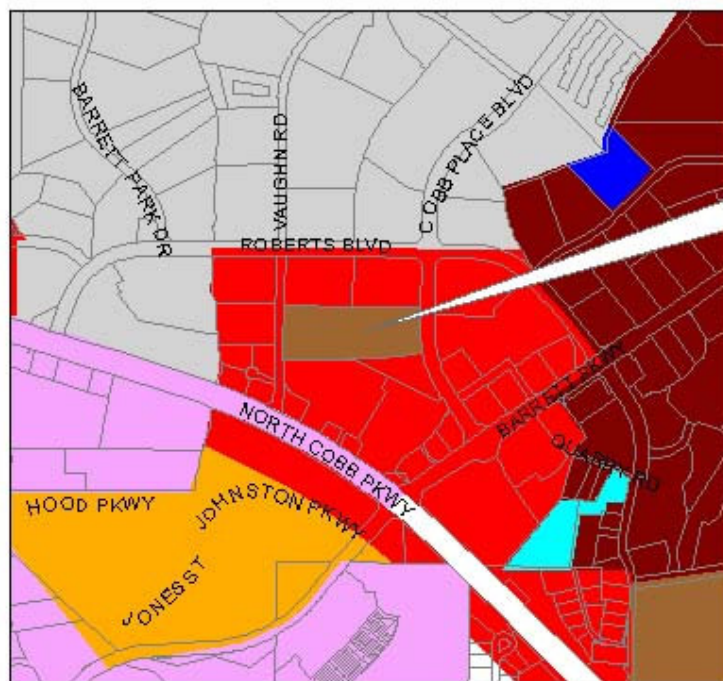 BARRETT PARK DR
VAUGHN RD
COBB PLACE BLVD
ROBERTS BLVD
BARRETT PKWY
NORTH COBB PKWY
QUARRY RD
HOOD PKWY
JOHNSTON PKWY
JONES ST